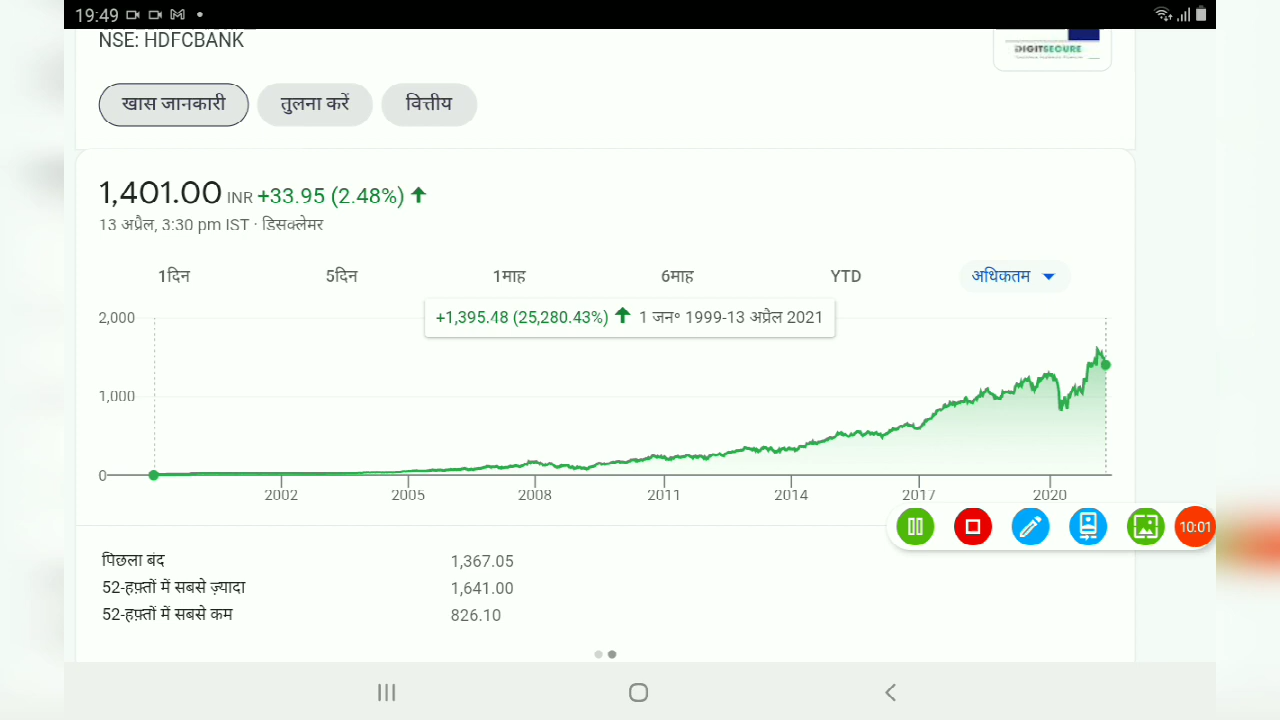 19:49
NSE: HDFCBANK
DIGITSECURE
खास जानकारी तुलना करें वित्तीय
1,401.00 INR +33.95 (2.48%)
13 अप्रैल, 3:30 pm IST · डिसक्लेमर
1दिन 5दिन 1माह 6माह YTD अधिकतम
+1,395.48 (25,280.43%) 1 जन॰ 1999-13 अप्रैल 2021
2,000
1,000
0
2002 2005 2008 2011 2014 2017 2020
10:01
पिछला बंद 1,367.05
52-हफ़्तों में सबसे ज़्यादा 1,641.00
52-हफ़्तों में सबसे कम 826.10